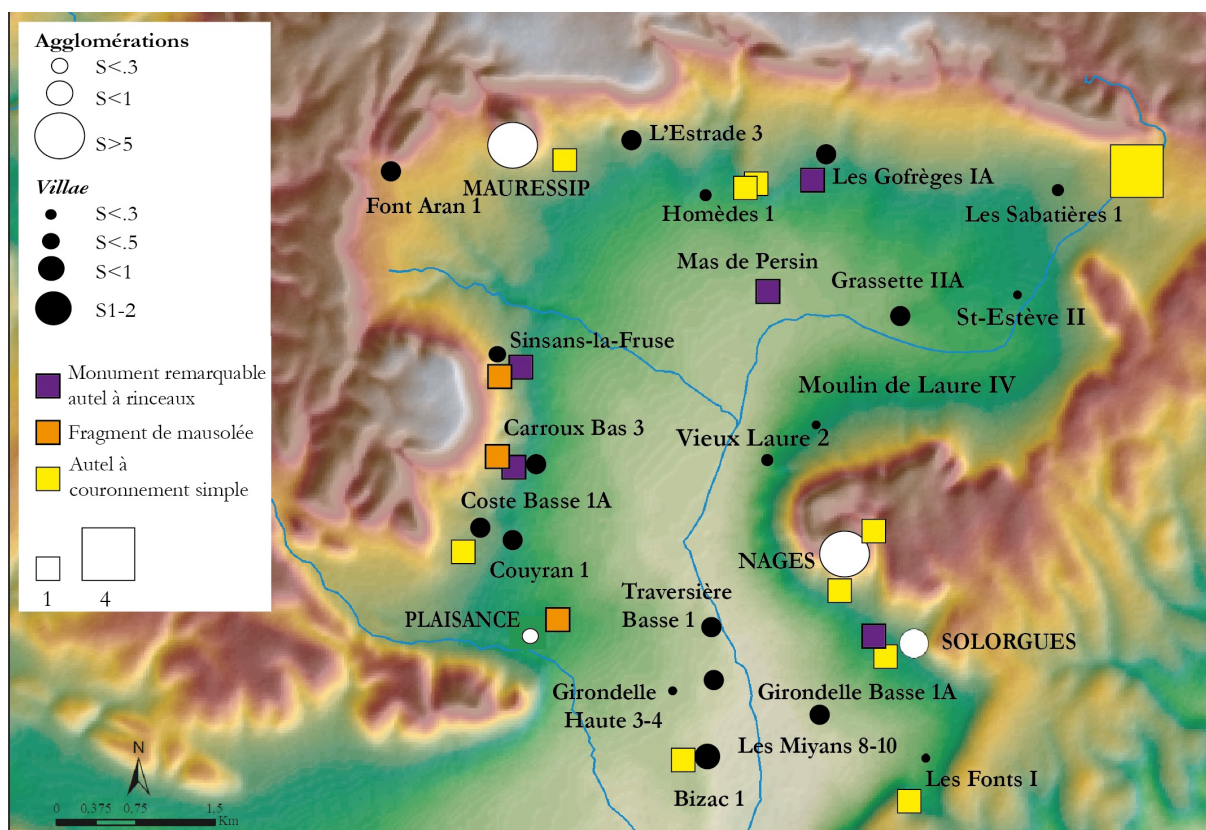 Agglomérations
S<.3
S<1
S>5
Villae
S<.3
S<.5
S<1
S1-2
Monument remarquable
autel à rinceaux
Fragment de mausolée
Autel à
couronnement simple
1
4
L'Estrade 3
MAURESSIP
Font Aran 1
Les Gofrèges IA
Homèdes 1
Les Sabatières 1
Mas de Persin
Grassette IIA
St-Estève II
Sinsans-la-Fruse
Moulin de Laure IV
Carroux Bas 3
Vieux Laure 2
Coste Basse 1A
Couyran 1
NAGES
Traversière
Basse 1
PLAISANCE
SOLORGUES
Girondelle
Haute 3-4
Girondelle Basse 1A
Les Miyans 8-10
Les Fonts I
Bizac 1
N
0
0,375
0,75
1,5
Km